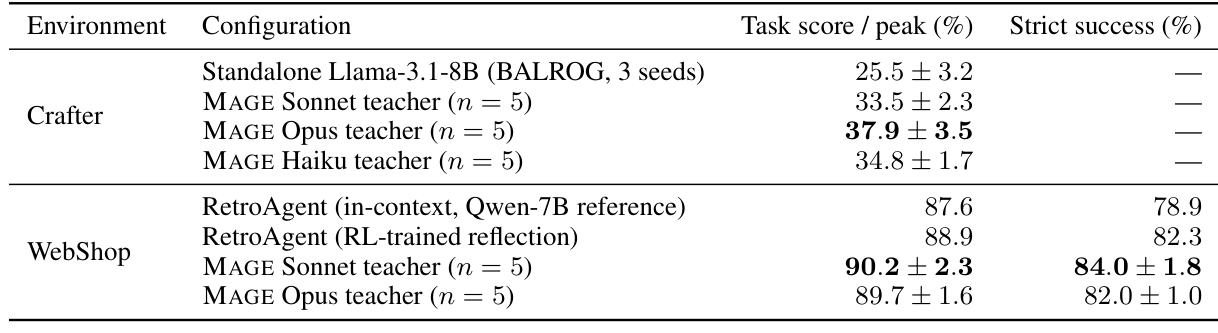 Environment Configuration Task score / peak (%) Strict success (%)
Standalone Llama-3.1-8B (BALROG, 3 seeds) 25.5 ± 3.2 —
MAGE Sonnet teacher (n = 5) 33.5 ± 2.3 —
Crafter
MAGE Opus teacher (n = 5) 37.9 ± 3.5 —
MAGE Haiku teacher (n = 5) 34.8 ± 1.7 —
RetroAgent (in-context, Qwen-7B reference) 87.6 78.9
RetroAgent (RL-trained reflection) 88.9 82.3
WebShop
MAGE Sonnet teacher (n = 5) 90.2 ± 2.3 84.0 ± 1.8
MAGE Opus teacher (n = 5) 89.7 ± 1.6 82.0 ± 1.0